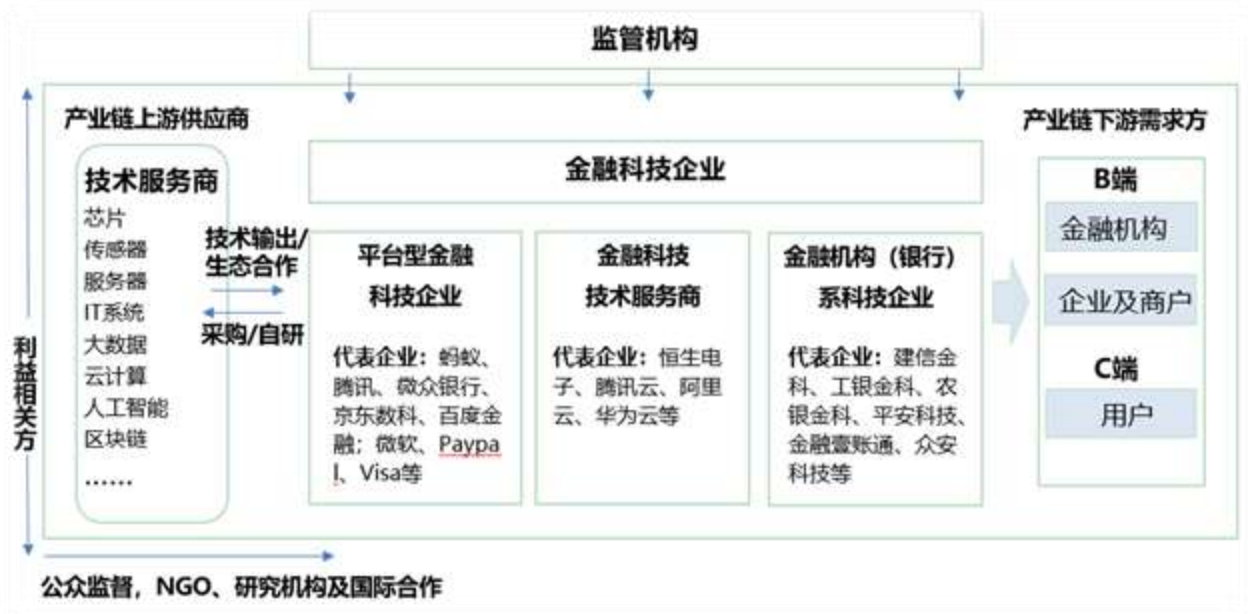 监管机构
产业链上游供应商
技术服务商
芯片
传感器
服务器
IT系统
大数据
云计算
人工智能
区块链
......
技术输出/
生态合作
采购/自研
金融科技企业
平台型金融
科技企业
代表企业：蚂蚁、
腾讯、微众银行、
京东数科、百度金
融；微软、Paypa
l、Visa等
金融科技
技术服务商
代表企业：恒生电
子、腾讯云、阿里
云、华为云等
金融机构（银行）
系科技企业
代表企业：建信金
科、工银金科、农
银金科、平安科技、
金融壹账通、众安
科技等
产业链下游需求方
B端
金融机构
企业及商户
C端
用户
利益相关方
公众监督，NGO、研究机构及国际合作